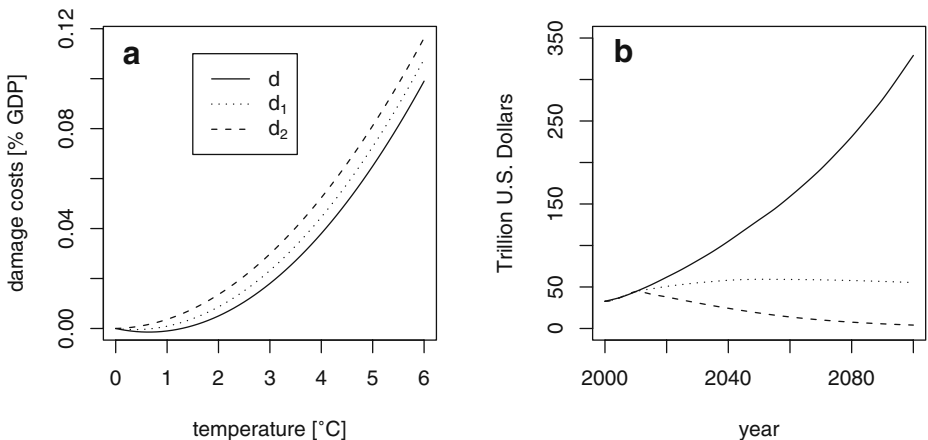 a
d
d1
d2
damage costs [% GDP]
0.00
0.04
0.08
0.12
0 1 2 3 4 5 6
temperature [°C]
b
Trillion U.S. Dollars
0
50
150
250
350
2000 2040 2080
year